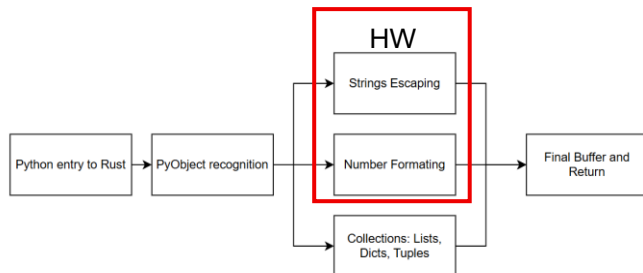 HW
Strings Escaping
Python entry to Rust
PyObject recognition
Number Formating
Final Buffer and
Return
Collections: Lists,
Dicts, Tuples